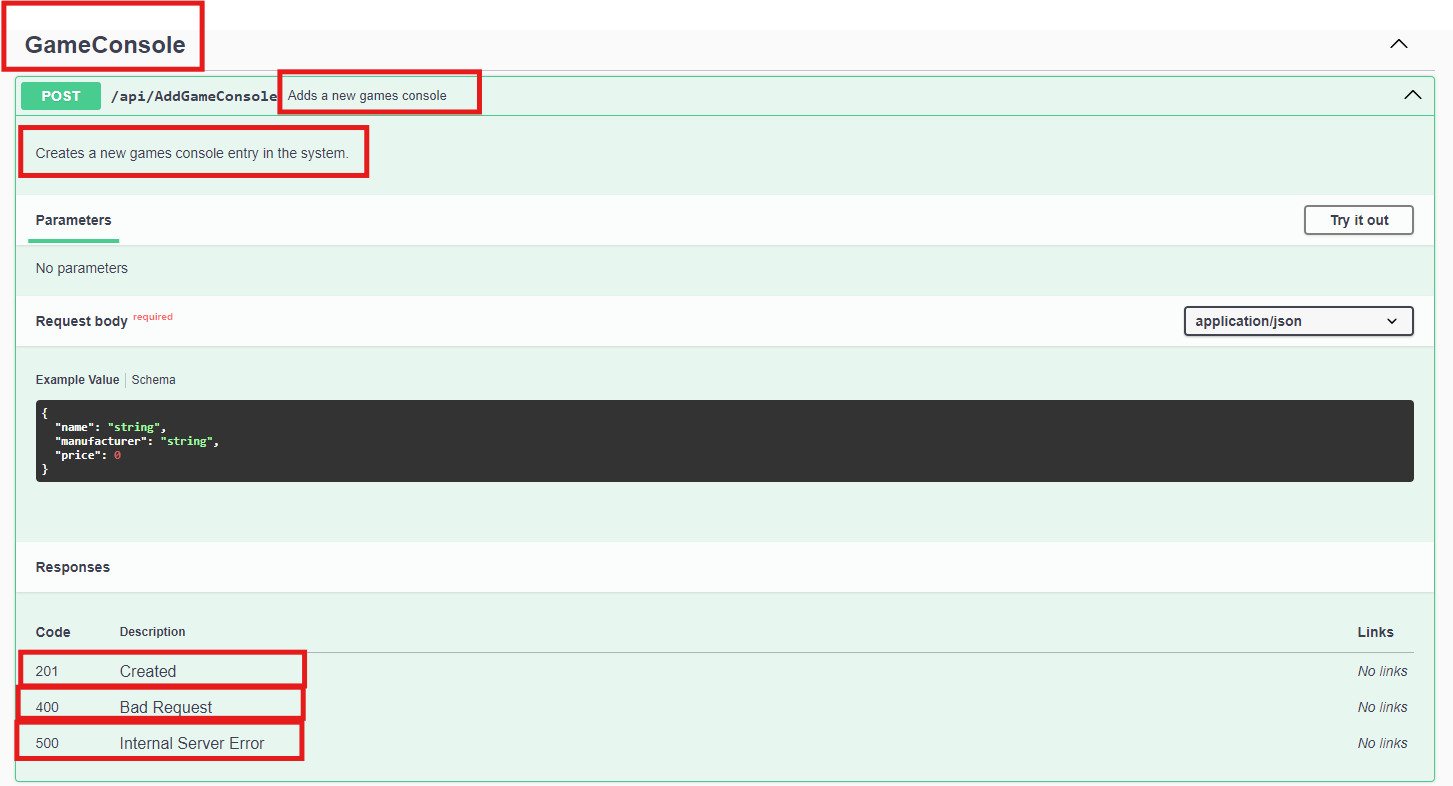 GameConsole
POST /api/AddGameConsole Adds a new games console
Creates a new games console entry in the system.
Parameters Try it out
No parameters
Request body required application/json
Example Value Schema
{
"name": "string",
"manufacturer": "string",
"price": 0
}
Responses
Code Description Links
201 Created No links
400 Bad Request No links
500 Internal Server Error No links